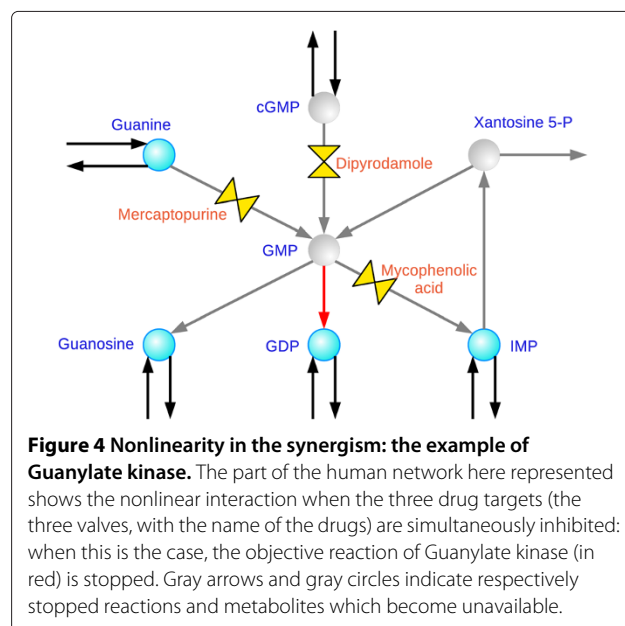 cGMP
Guanine
Xantosine 5-P
Dipyrodamole
Mercaptopurine
GMP
Mycophenolic
acid
Guanosine
GDP
IMP
Figure 4 Nonlinearity in the synergism: the example of
Guanylate kinase. The part of the human network here represented
shows the nonlinear interaction when the three drug targets (the
three valves, with the name of the drugs) are simultaneously inhibited:
when this is the case, the objective reaction of Guanylate kinase (in
red) is stopped. Gray arrows and gray circles indicate respectively
stopped reactions and metabolites which become unavailable.